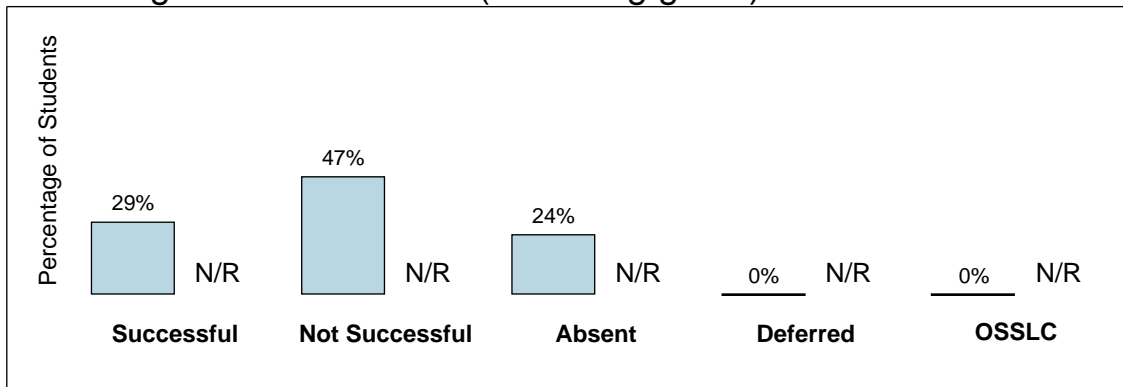 Percentage of Students
47%
29%
24%
N/R
N/R
N/R
0%
N/R
0%
N/R
Successful
Not Successful
Absent
Deferred
OSSLC